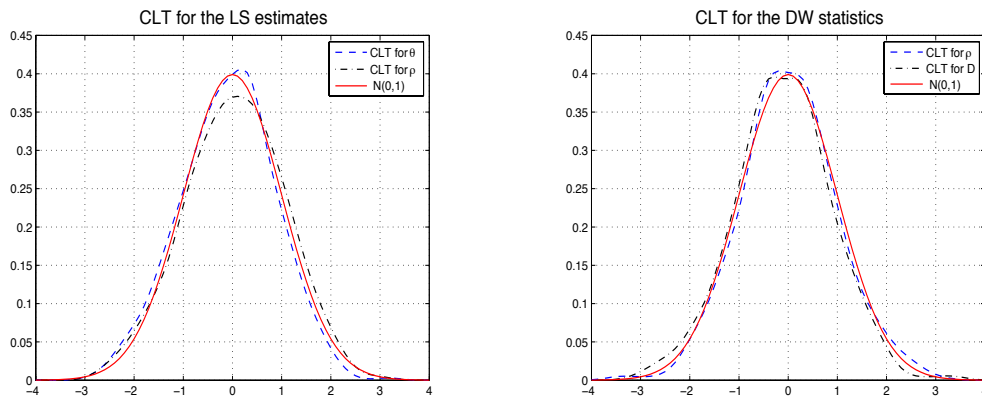 CLT for the LS estimates
0.45
0.4
0.35
0.3
0.25
0.2
0.15
0.1
0.05
0
−4 −3 −2 −1 0 1 2 3 4
CLT for θ
CLT for ρ
N(0,1)
CLT for the DW statistics
0.45
0.4
0.35
0.3
0.25
0.2
0.15
0.1
0.05
0
−4 −3 −2 −1 0 1 2 3 4
CLT for ρ
CLT for D
N(0,1)